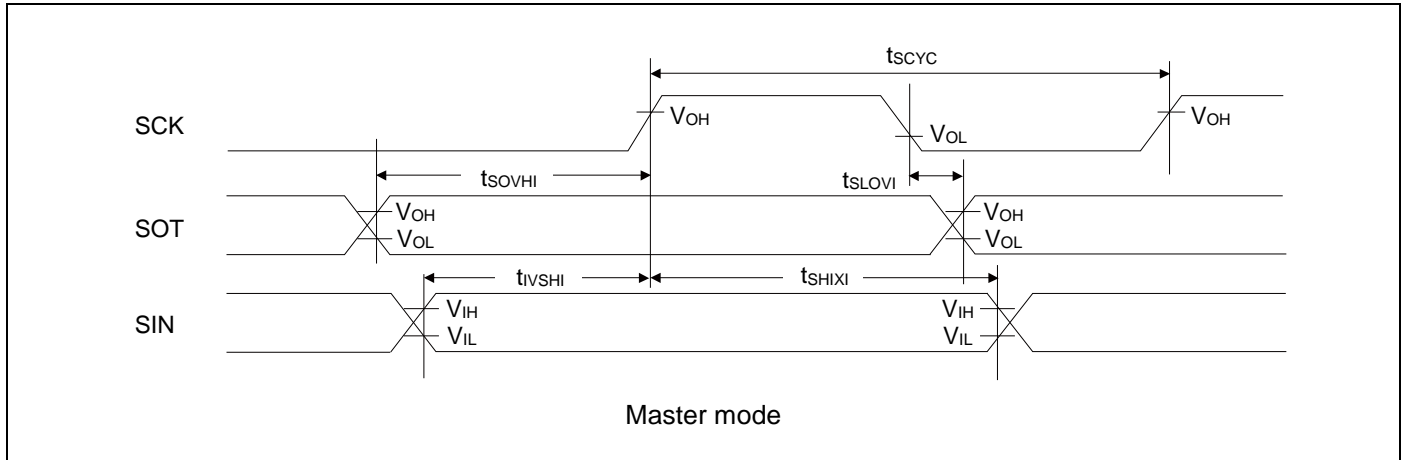 tSCYC
SCK
VOH
VOL
VOH
tSOVHI
tSLOVI
SOT
VOH
VOL
VOH
VOL
tIVSHI
tSHIXI
SIN
VIH
VIL
VIH
VIL
Master mode